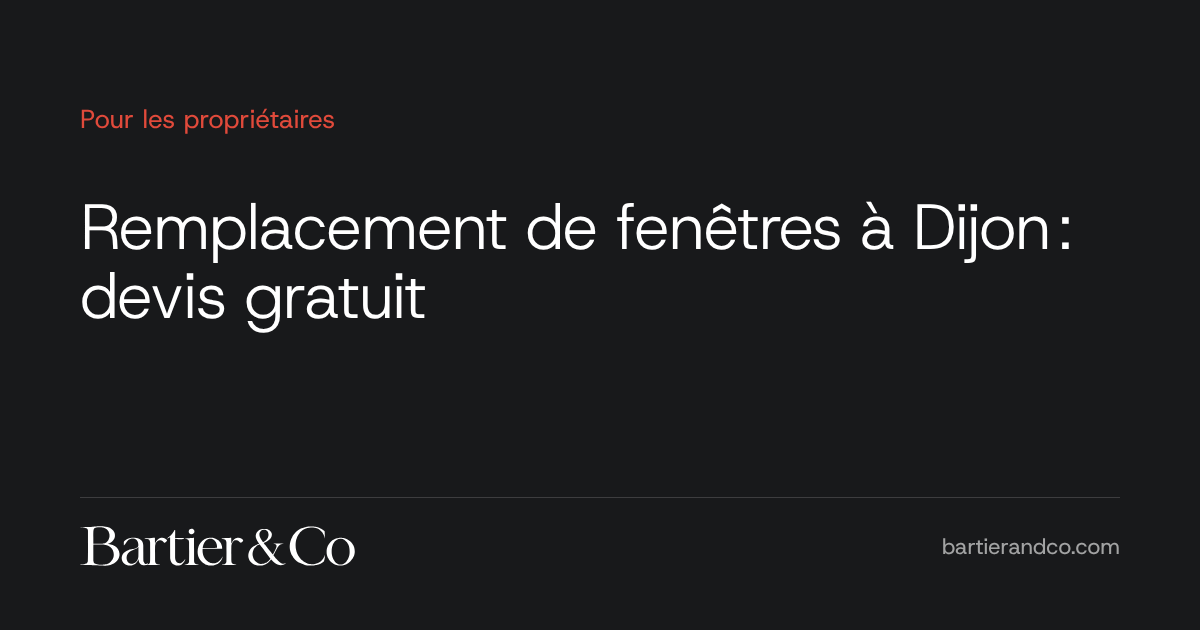 Pour les propriétaires
Remplacement de fenêtres à Dijon :
devis gratuit
Bartier & Co
bartierandco.com